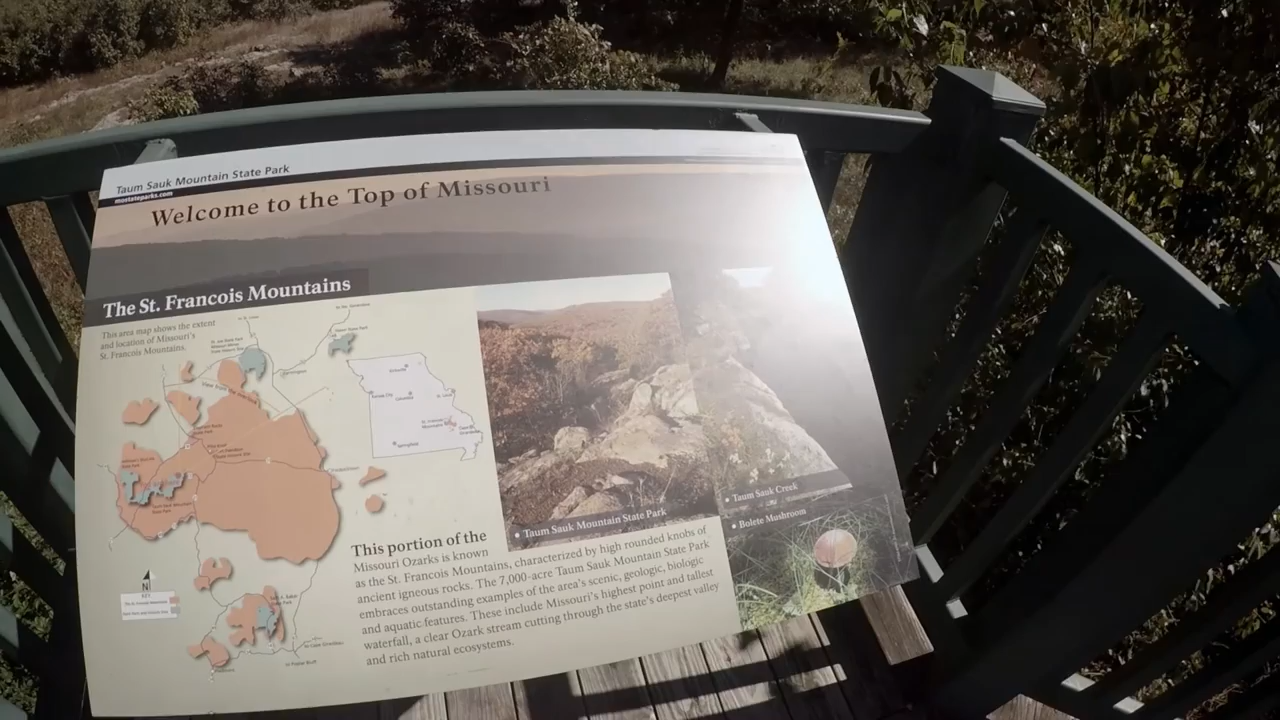 Taum Sauk Mountain State Park
mostateparks.com
Welcome to the Top of Missouri
The St. Francois Mountains
This area map shows the extent
and location of Missouri's
St. Francois Mountains.
Columbia
Springfield
N
KEY
• Taum Sauk Mountain State Park
• Taum Sauk Creek
• Bolete Mushroom
This portion of the
Missouri Ozarks is known
as the St. Francois Mountains, characterized by high rounded knobs of
ancient igneous rocks. The 7,000-acre Taum Sauk Mountain State Park
embraces outstanding examples of the area's scenic, geologic, biologic
and aquatic features. These include Missouri's highest point and tallest
waterfall, a clear Ozark stream cutting through the state's deepest valley
and rich natural ecosystems.